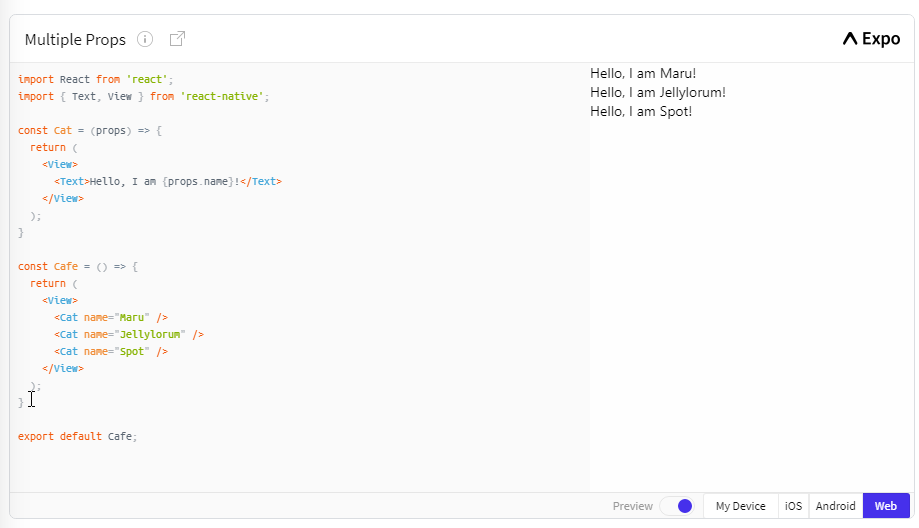 Multiple Props
Expo
import React from 'react';
import { Text, View } from 'react-native';
const Cat = (props) => {
  return (
    <View>
      <Text>Hello, I am {props.name}!</Text>
    </View>
  );
}
const Cafe = () => {
  return (
    <View>
      <Cat name="Maru" />
      <Cat name="Jellylorum" />
      <Cat name="Spot" />
    </View>
  );
}
export default Cafe;
Hello, I am Maru!
Hello, I am Jellylorum!
Hello, I am Spot!
Preview My Device iOS Android Web